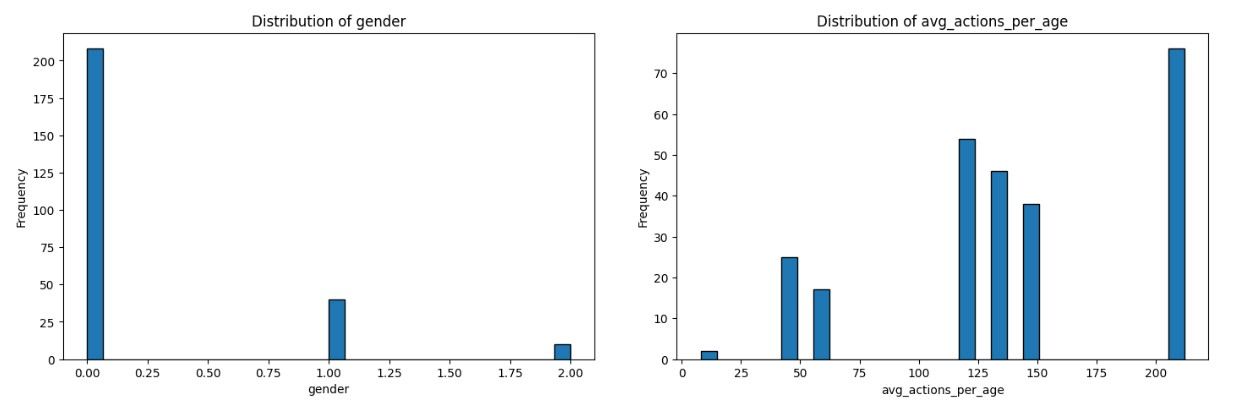 Distribution of gender
Frequency
200
175
150
125
100
75
50
25
0
0.00 0.25 0.50 0.75 1.00 1.25 1.50 1.75 2.00
gender
Distribution of avg_actions_per_age
Frequency
70
60
50
40
30
20
10
0
0 25 50 75 100 125 150 175 200
avg_actions_per_age